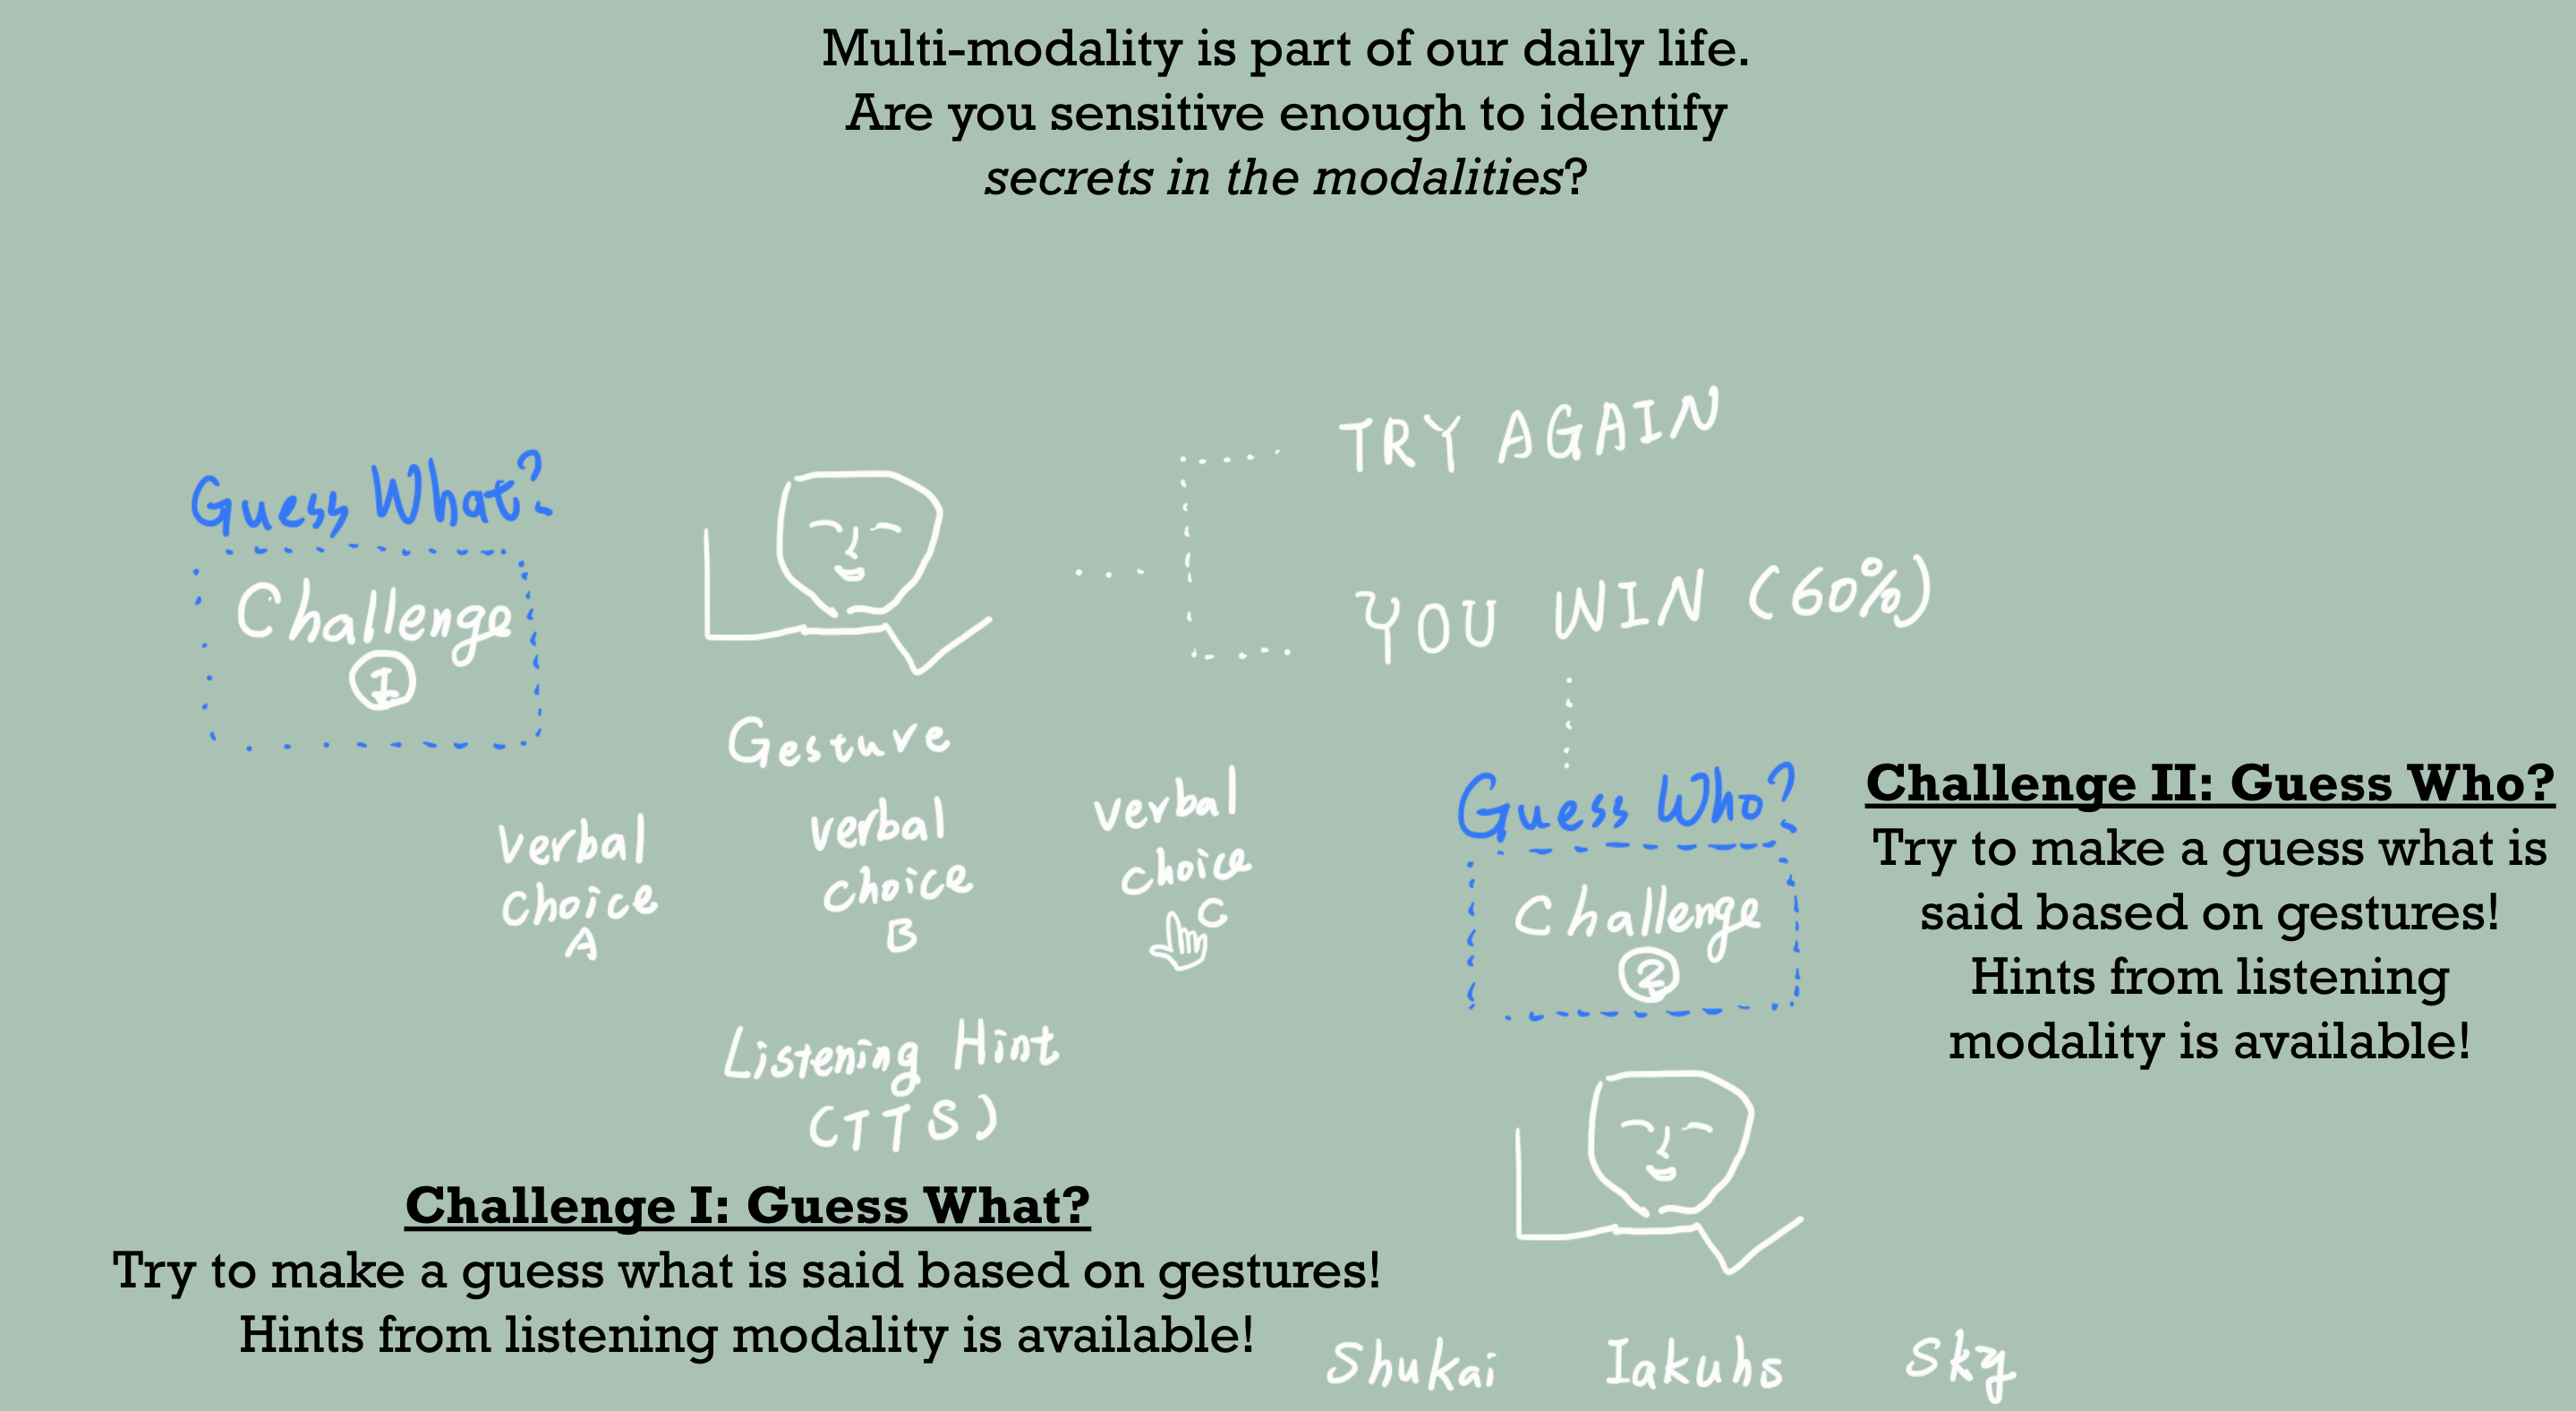 Multi-modality is part of our daily life.
Are you sensitive enough to identify
secrets in the modalities?
Guess What?
Challenge
1
Gesture
Verbal
Choice
A
verbal
choice
B
verbal
choice
C
Listening Hint
(TTS)
TRY AGAIN
YOU WIN (60%)
Challenge I: Guess What?
Try to make a guess what is said based on gestures!
Hints from listening modality is available!
Guess Who?
Challenge
2
Challenge II: Guess Who?
Try to make a guess what is
said based on gestures!
Hints from listening
modality is available!
Shukai Iakuhs Sky